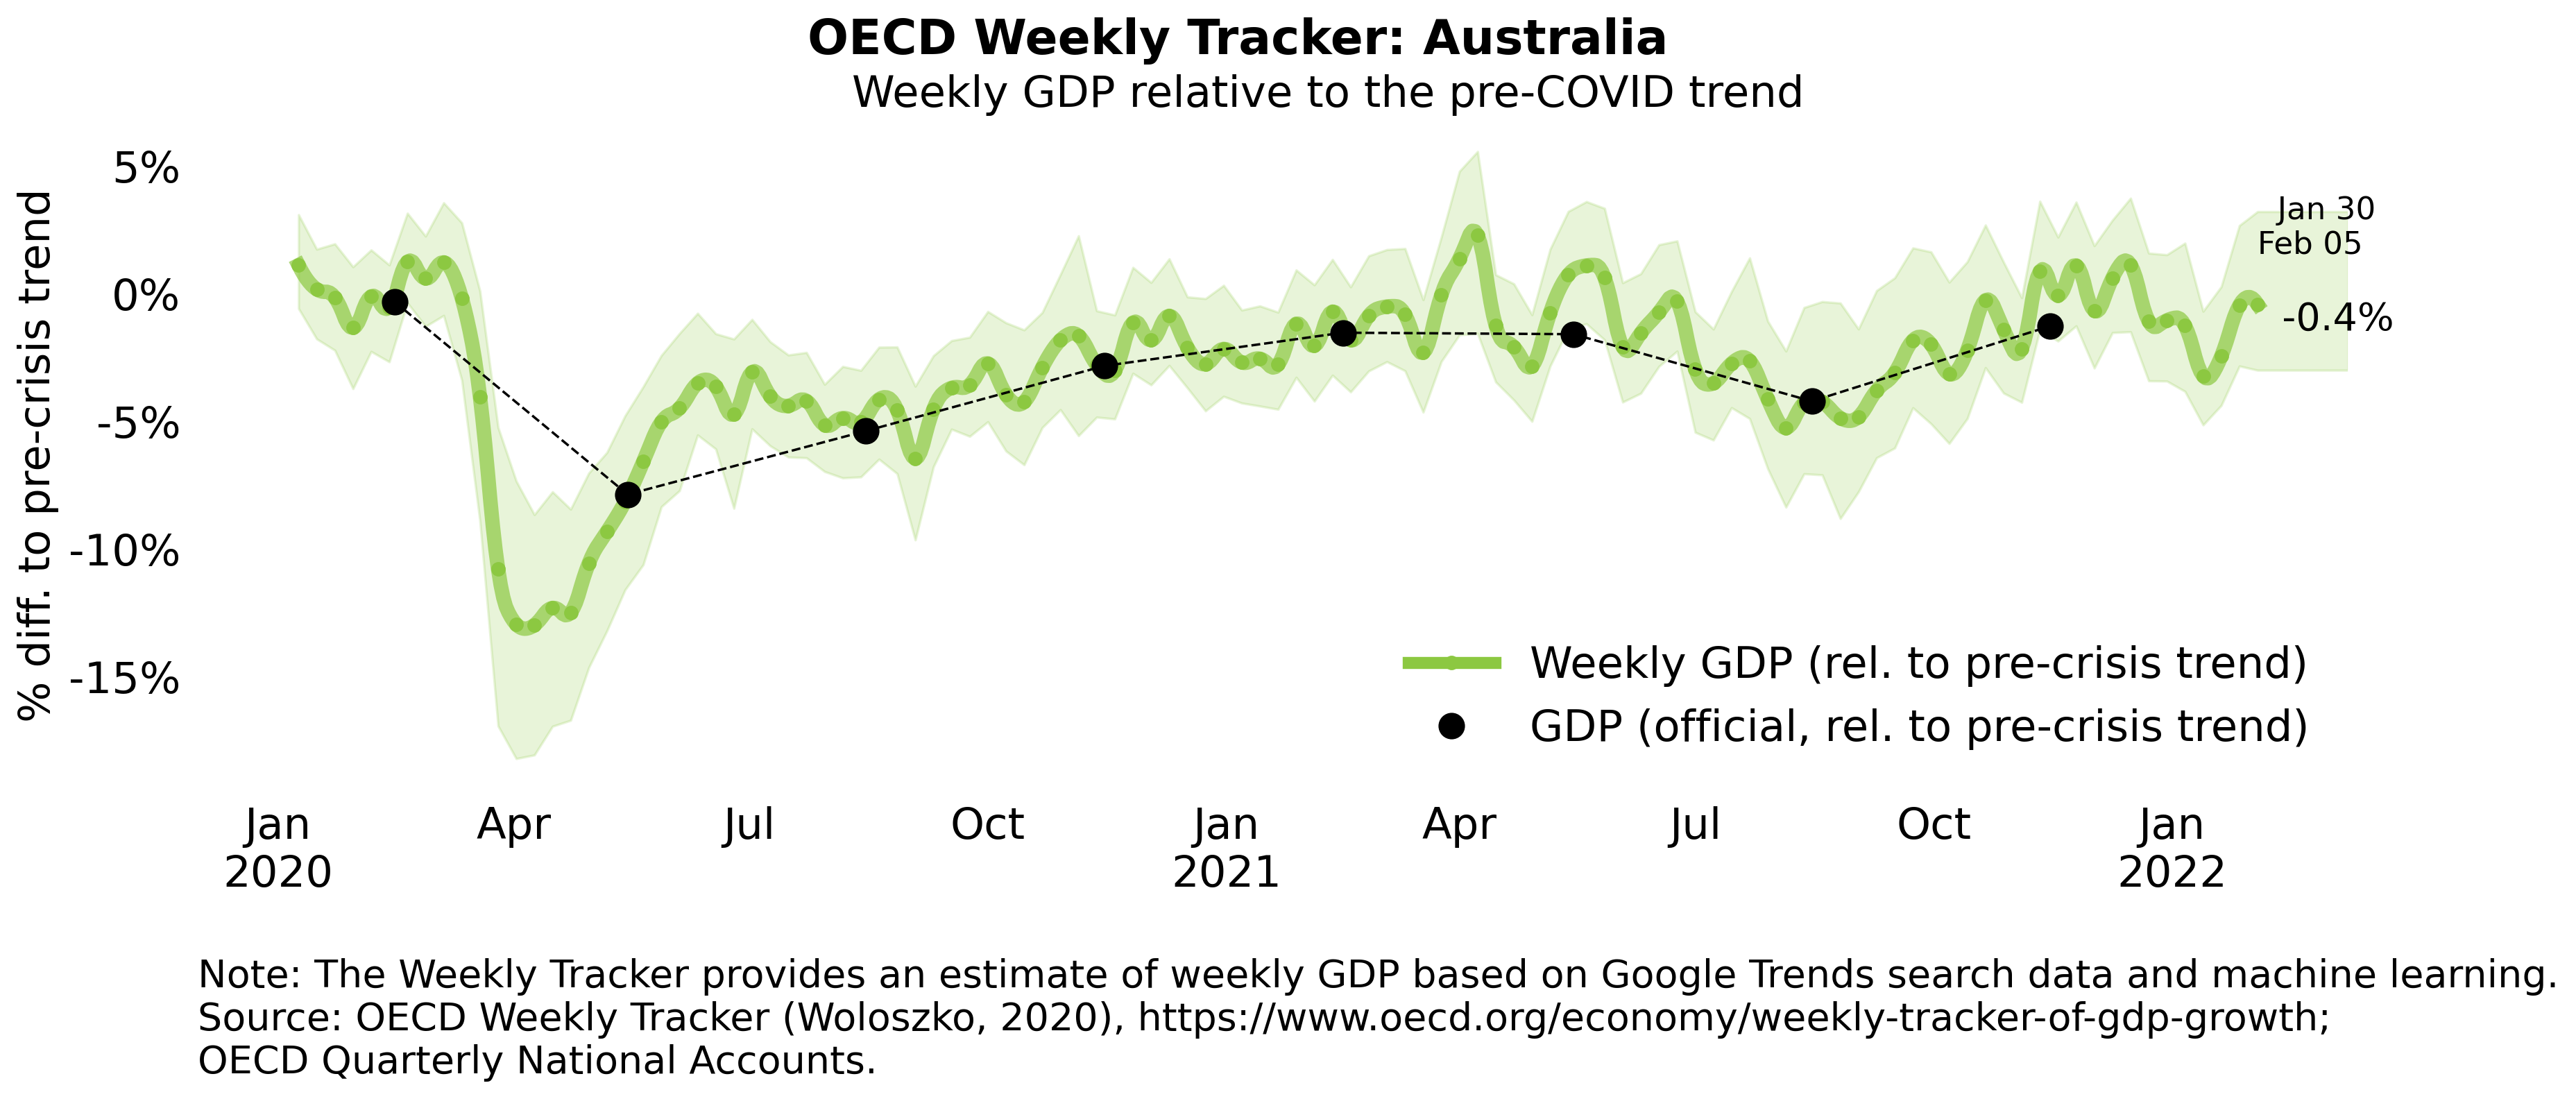 OECD Weekly Tracker: Australia
Weekly GDP relative to the pre-COVID trend
% diff. to pre-crisis trend
5%
0%
-5%
-10%
-15%
Jan 30
Feb 05
-0.4%
Weekly GDP (rel. to pre-crisis trend)
GDP (official, rel. to pre-crisis trend)
Jan Apr Jul Oct Jan Apr Jul Oct Jan
2020 2021 2022
Note: The Weekly Tracker provides an estimate of weekly GDP based on Google Trends search data and machine learning.
Source: OECD Weekly Tracker (Woloszko, 2020), https://www.oecd.org/economy/weekly-tracker-of-gdp-growth;
OECD Quarterly National Accounts.